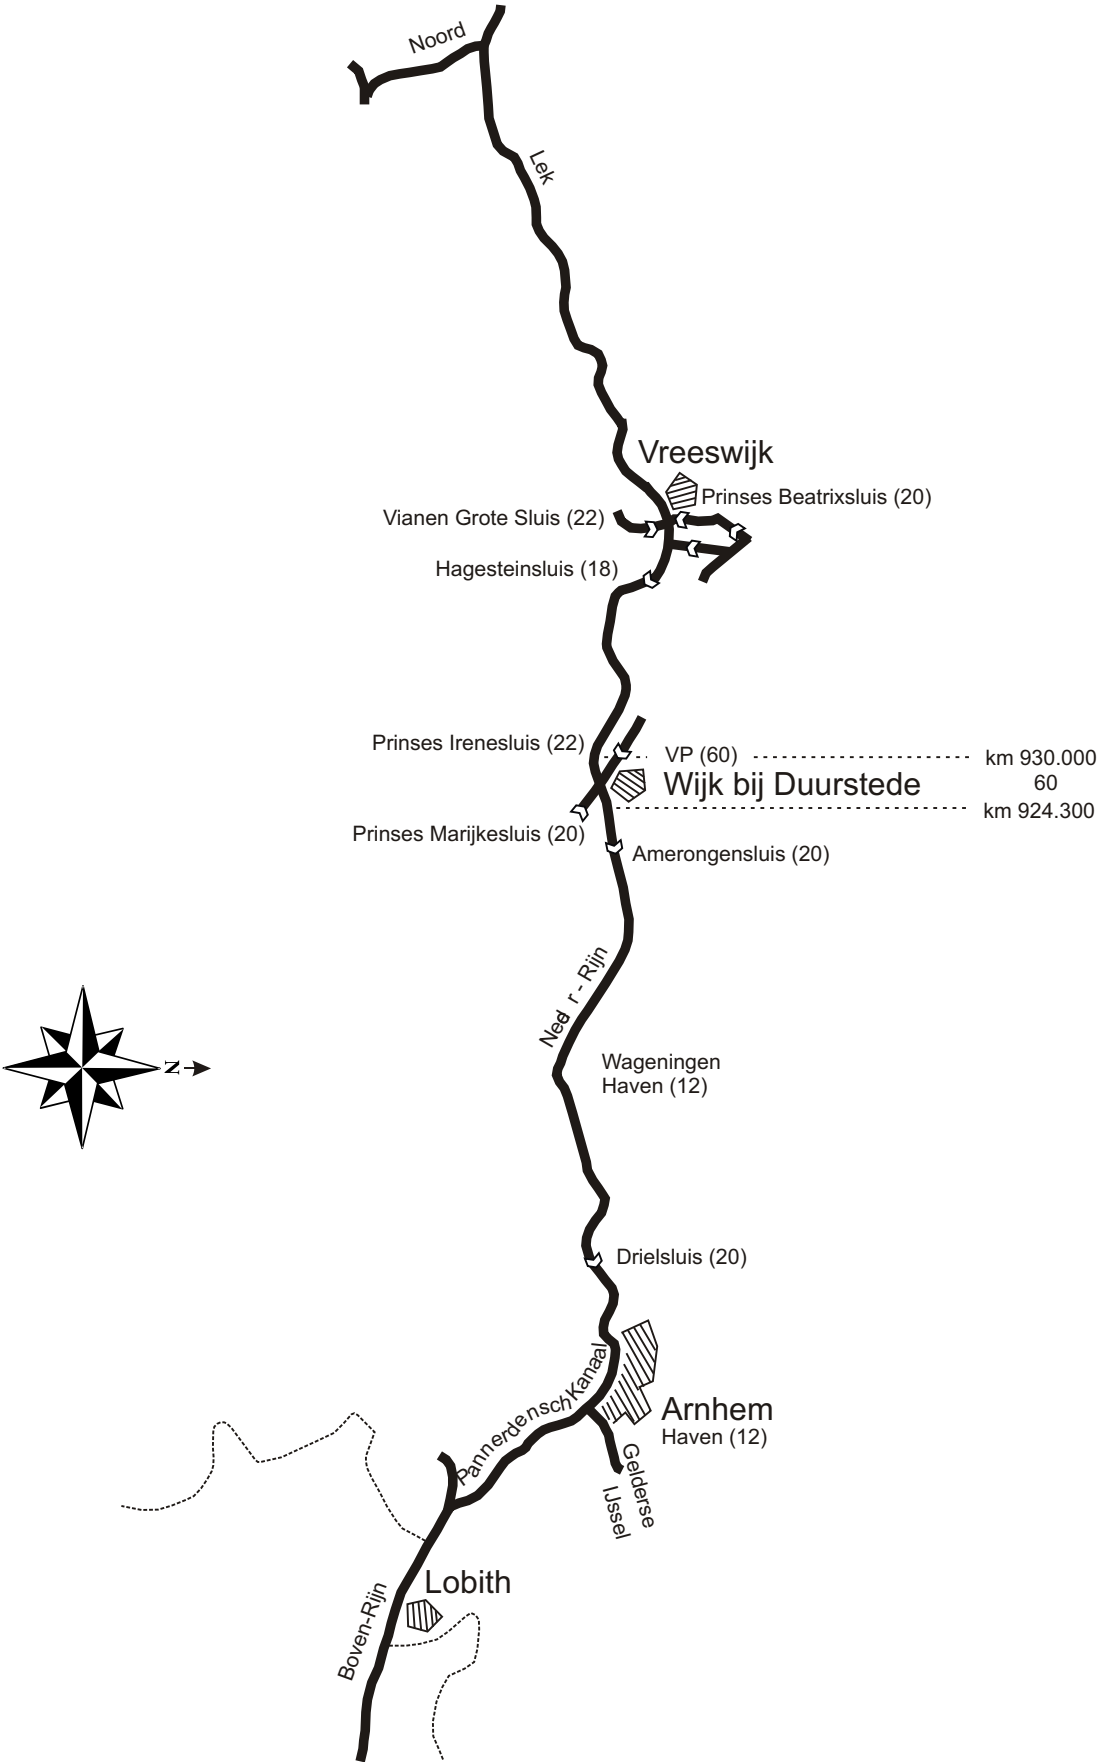 Noord
Lek
Vreeswijk
Prinses Beatrixsluis (20)
Vianen Grote Sluis (22)
Hagesteinsluis (18)
Prinses Irenesluis (22)
VP (60)
km 930.000
60
Wijk bij Duurstede
km 924.300
Prinses Marijkesluis (20)
Amerongensluis (20)
Neder-Rijn
Wageningen
Haven (12)
N
Drielsluis (20)
Pannerdensch Kanaal
Arnhem
Haven (12)
Gelderse
IJssel
Lobith
Boven-Rijn